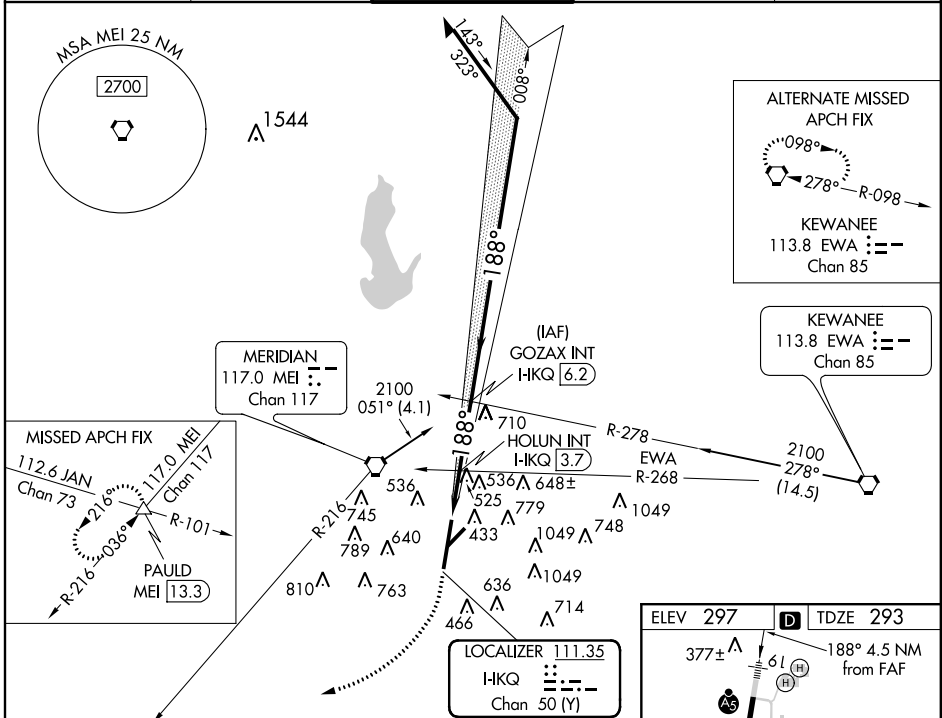 MSA MEI 25 NM
2700
1544
143°
323°
008°
188°
188°
ALTERNATE MISSED
APCH FIX
098°
278°
R-098
KEWANEE
113.8 EWA
Chan 85
KEWANEE
113.8 EWA
Chan 85
(IAF)
GOZAX INT
I-IKQ 6.2
MERIDIAN
117.0 MEI
Chan 117
2100
051° (4.1)
710
HOLUN INT
I-IKQ 3.7
R-278
EWA
R-268
2100
278°
(14.5)
MISSED APCH FIX
112.6 JAN
Chan 73
117.0 MEI
Chan 117
216°
036°
R-101
R-216
PAULD
MEI 13.3
R-216
536
745
789
640
810
763
525
536
648±
433
779
1049
748
1049
1049
636
466
714
LOCALIZER 111.35
I-IKQ
Chan 50 (Y)
ELEV 297
D
TDZE 293
377±
188° 4.5 NM
from FAF
19
H
H
A5